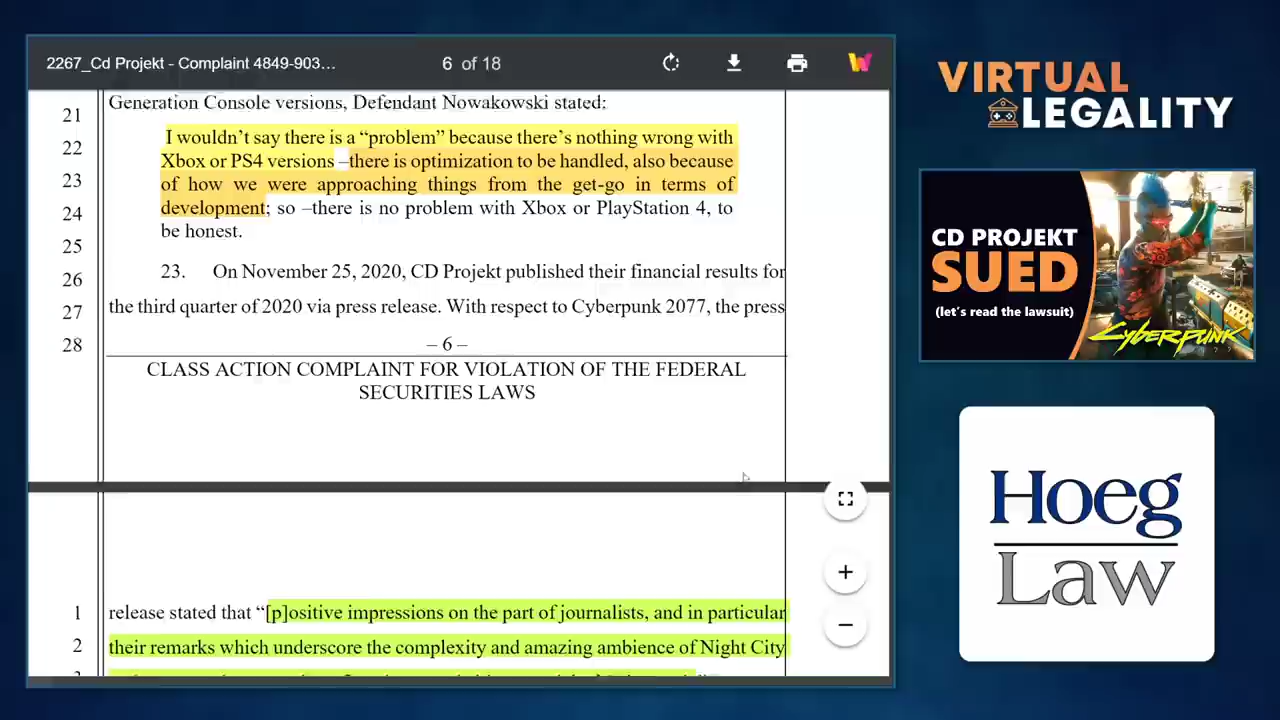 2267_Cd Projekt - Complaint 4849-903...
6 of 18
21 Generation Console versions, Defendant Nowakowski stated:
22 I wouldn't say there is a “problem” because there's nothing wrong with
23 Xbox or PS4 versions –there is optimization to be handled, also because
of how we were approaching things from the get-go in terms of
24 development; so –there is no problem with Xbox or PlayStation 4, to
25 be honest.
26 23. On November 25, 2020, CD Projekt published their financial results for
27 the third quarter of 2020 via press release. With respect to Cyberpunk 2077, the press
28 – 6 –
CLASS ACTION COMPLAINT FOR VIOLATION OF THE FEDERAL
SECURITIES LAWS
1 release stated that “[p]ositive impressions on the part of journalists, and in particular
2 their remarks which underscore the complexity and amazing ambience of Night City
VIRTUAL
LEGALITY
CD PROJEKT
SUED
(let's read the lawsuit)
Cyberpunk
Hoeg
Law